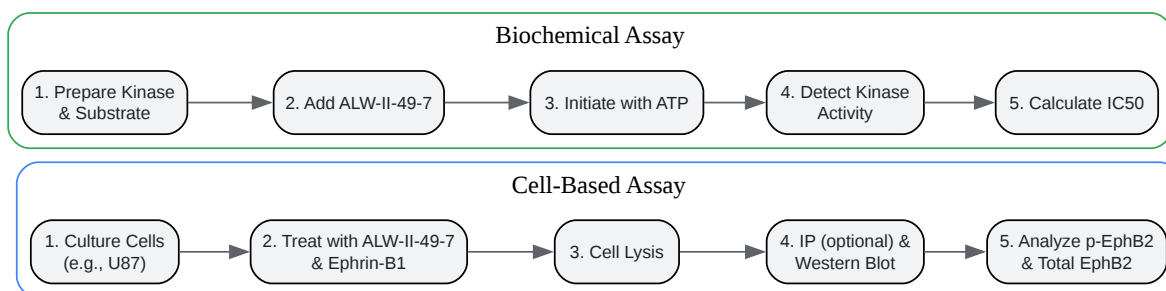 Biochemical Assay
1. Prepare Kinase
& Substrate
2. Add ALW-II-49-7
3. Initiate with ATP
4. Detect Kinase
Activity
5. Calculate IC50
Cell-Based Assay
1. Culture Cells
(e.g., U87)
2. Treat with ALW-II-49-7
& Ephrin-B1
3. Cell Lysis
4. IP (optional) &
Western Blot
5. Analyze p-EphB2
& Total EphB2